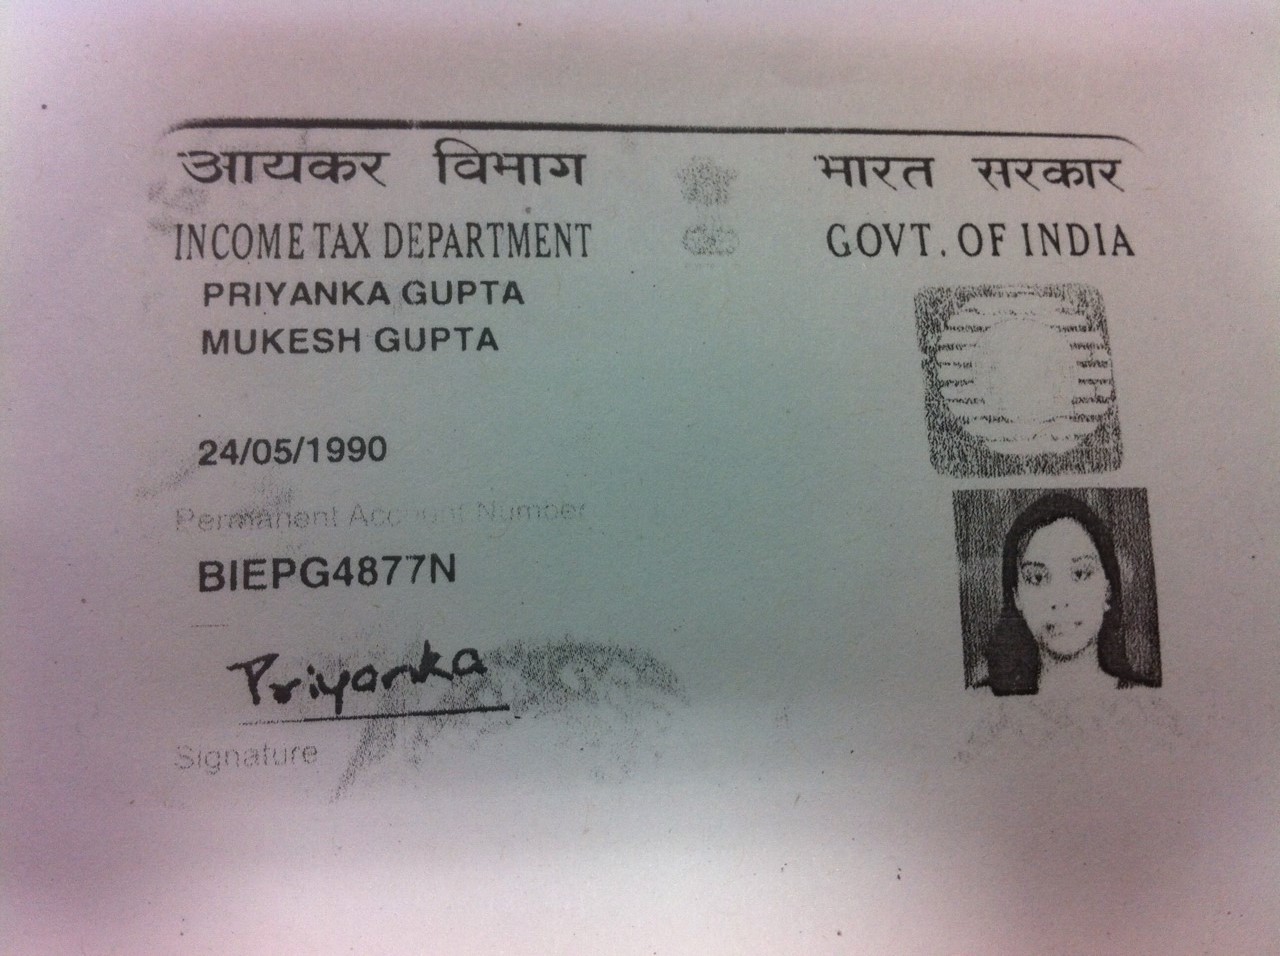 आयकर विभाग
भारत सरकार
INCOME TAX DEPARTMENT
GOVT. OF INDIA
PRIYANKA GUPTA
MUKESH GUPTA
24/05/1990
Permanent Account Number
BIEPG4877N
Priyanka
Signature